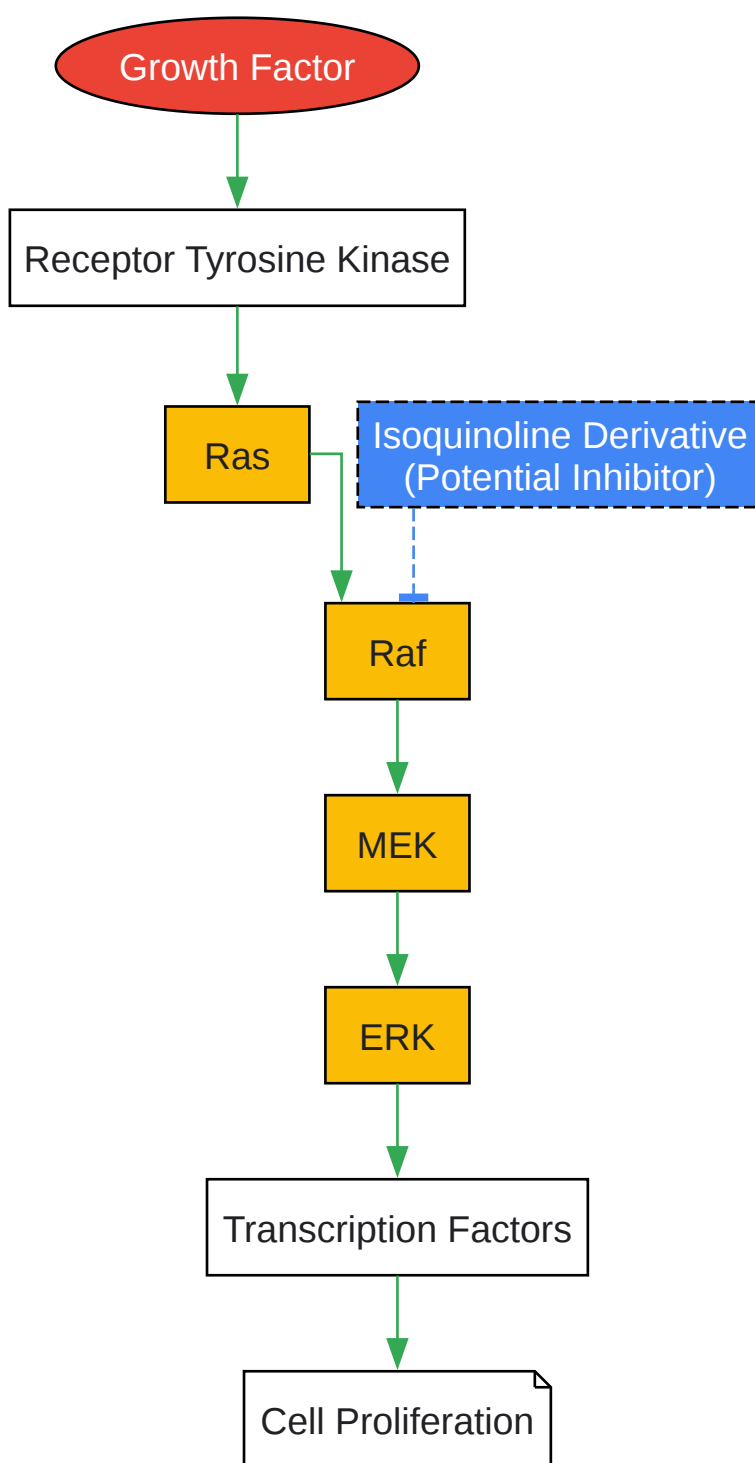 Growth Factor
Receptor Tyrosine Kinase
Ras
Isoquinoline Derivative
(Potential Inhibitor)
Raf
MEK
ERK
Transcription Factors
Cell Proliferation